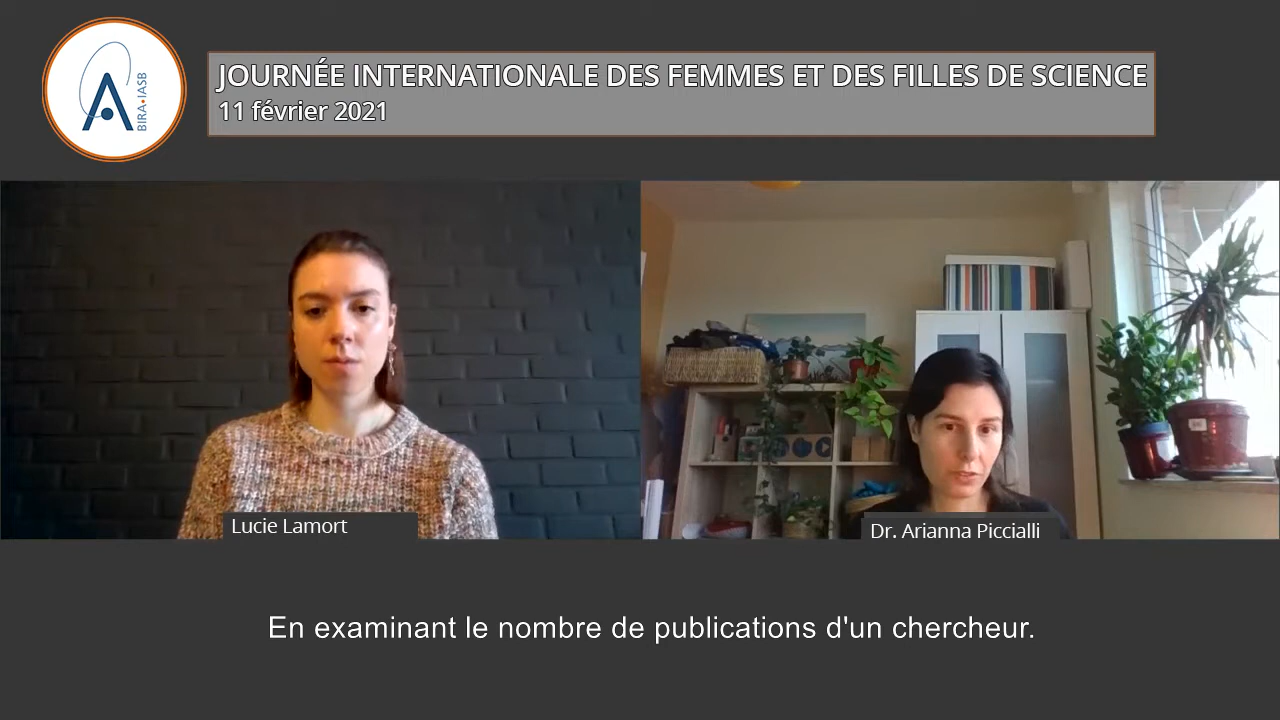 JOURNÉE INTERNATIONALE DES FEMMES ET DES FILLES DE SCIENCE
11 février 2021
BIRA•IASB
Lucie Lamort
Dr. Arianna Piccialli
En examinant le nombre de publications d'un chercheur.